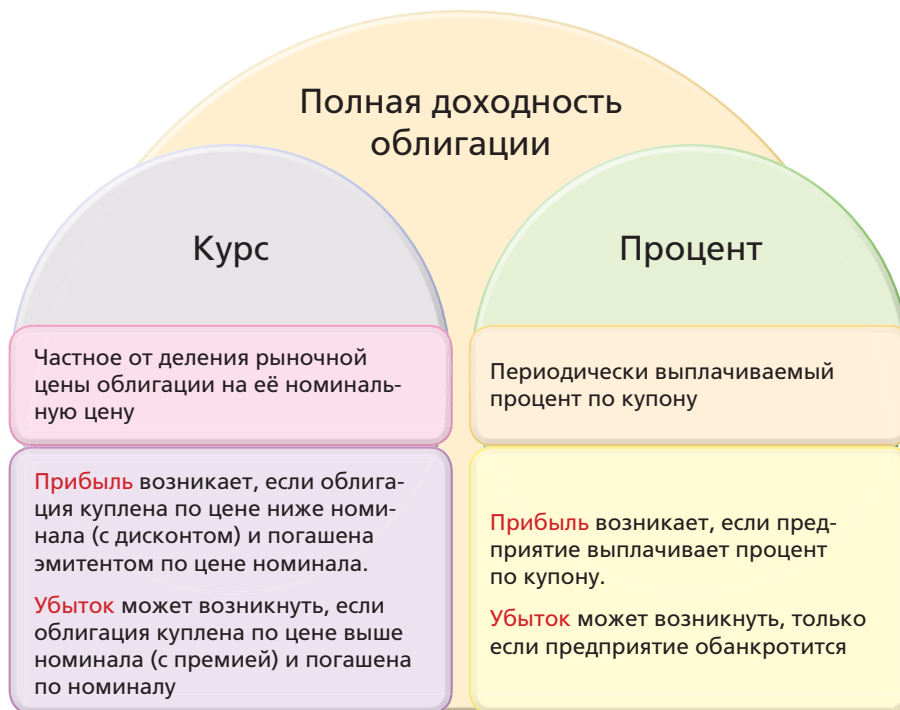 Полная доходность
облигации
Курс
Частное от деления рыночной
цены облигации на её номиналь-
ную цену
Прибыль возникает, если облига-
ция куплена по цене ниже номи-
нала (с дисконтом) и погашена
эмитентом по цене номинала.
Убыток может возникнуть, если
облигация куплена по цене выше
номинала (с премией) и погашена
по номиналу
Процент
Периодически выплачиваемый
процент по купону
Прибыль возникает, если пред-
приятие выплачивает процент
по купону.
Убыток может возникнуть, только
если предприятие обанкротится